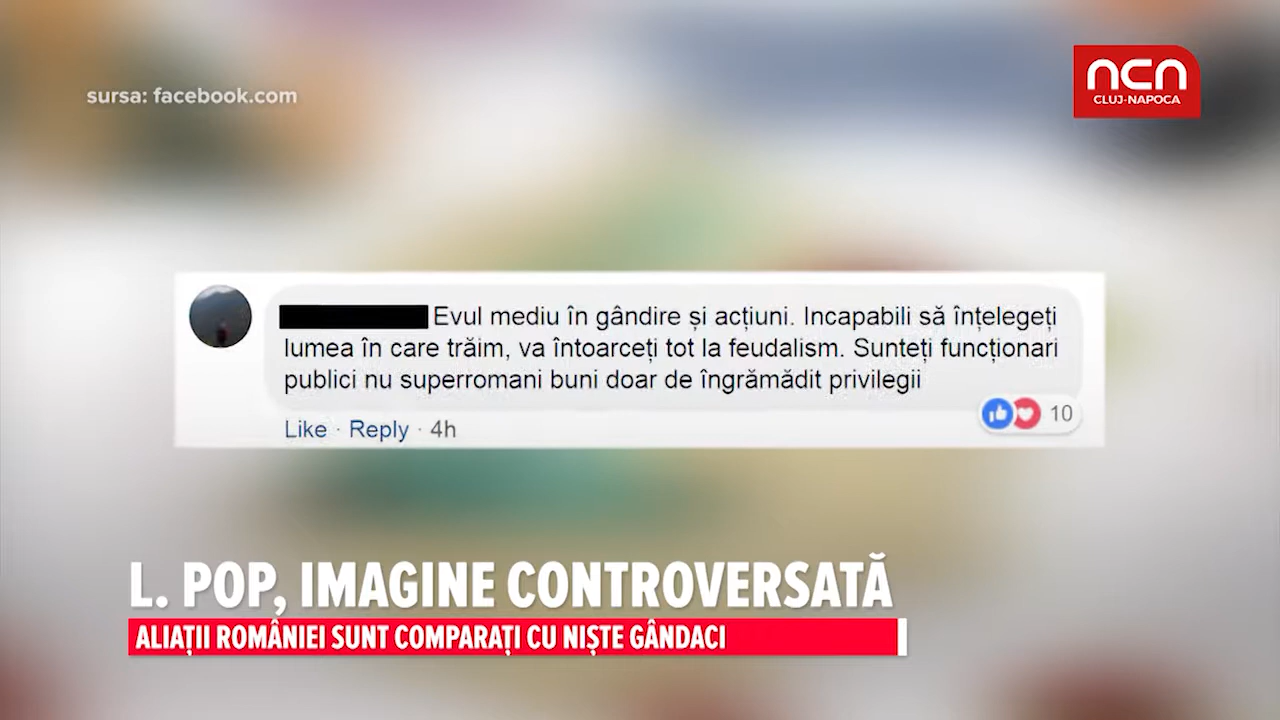 sursa: facebook.com
ncn
CLUJ-NAPOCA
Evul mediu în gândire și acțiuni. Incapabili să înțelegeți
lumea în care trăim, va întoarceți tot la feudalism. Sunteți funcționari
publici nu superromani buni doar de îngrămădit privilegii
Like · Reply · 4h
10
L. POP, IMAGINE CONTROVERSATĂ
ALIAȚII ROMÂNIEI SUNT COMPARAȚI CU NIȘTE GÂNDACI